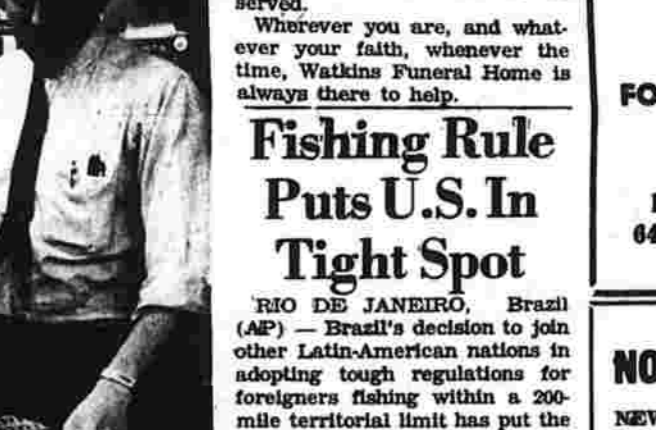 served.
Wherever you are, and what-
ever your faith, whenever the
time, Watkins Funeral Home is
always there to help.
Fishing Rule
Puts U.S. In
Tight Spot
RIO DE JANEIRO, Brazil
(AP) — Brazil's decision to join
other Latin-American nations in
adopting tough regulations for
foreigners fishing within a 200-
mile territorial limit has put the
FO
64
NO
NEW